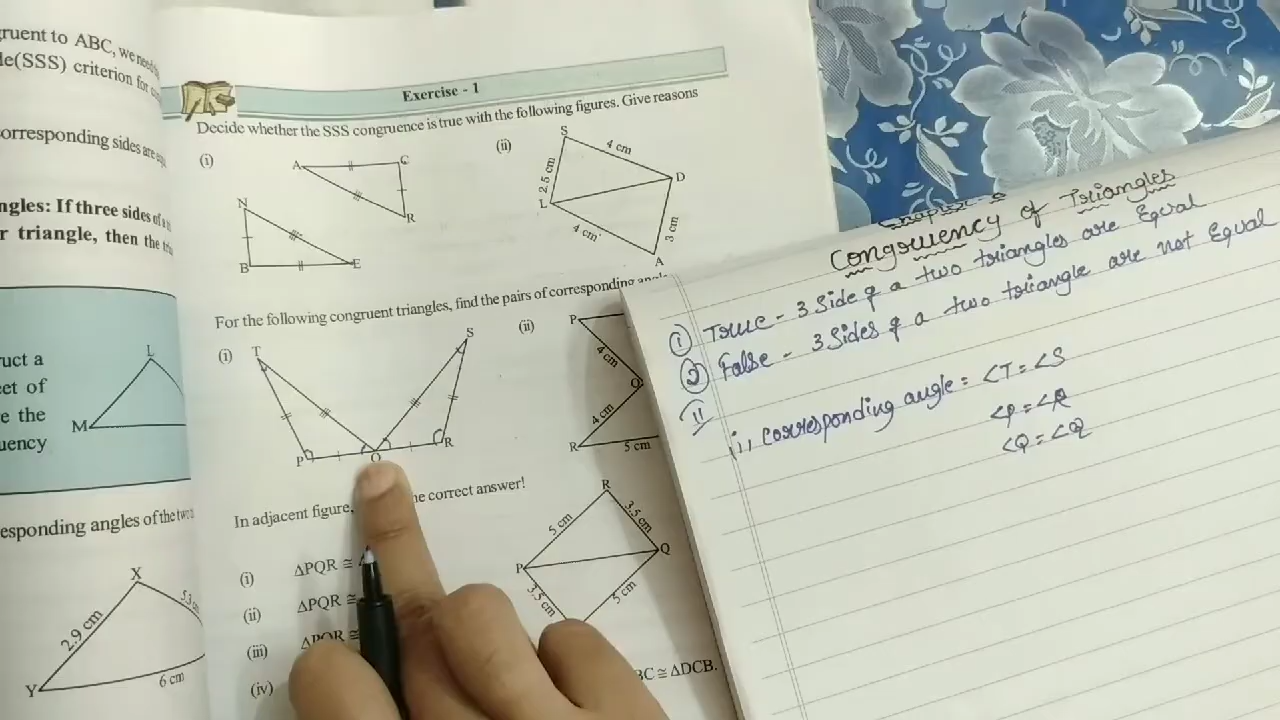 ruent to ABC, we need
le(SSS) criterion for
orresponding sides are
ngles: If three sides of a
r triangle, then the
uct a
et of
e the
uency
L
M
esponding angles of the two
X
2.9 cm
5.3
Y
6 cm
Exercise - 1
Decide whether the SSS congruence is true with the following figures. Give reasons
(i)
A
C
R
N
B
E
(ii)
S
4 cm
2.5 cm
D
L
4 cm
3 cm
A
For the following congruent triangles, find the pairs of corresponding
(i)
T
S
P
Q
R
(ii)
P
4 cm
Q
4 cm
R
5 cm
In adjacent figure, he correct answer!
(i) ΔPQR ≅
(ii) ΔPQR ≅
(iii) ΔPQR ≅
(iv)
R
5 cm
3.5 cm
P
Q
3.5 cm
5 cm
BC ≅ ΔDCB.
Congruency of Triangles
① True - 3 Side of a two triangles are Equal
② False - 3 Sides of a two triangle are not Equal
II
i) corresponding angle = ∠T = ∠S
∠P = ∠R
∠Q = ∠Q